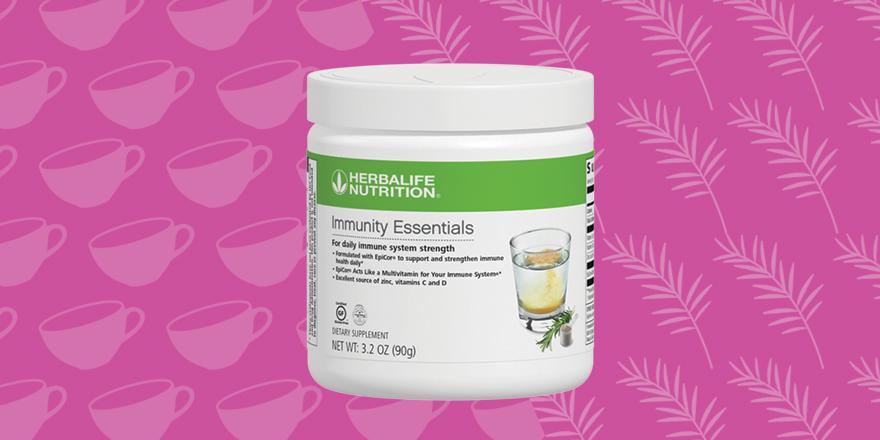 HERBALIFE
NUTRITION®
Immunity Essentials
For daily immune system strength
• Formulated with EpiCor® to support and strengthen immune
health daily*
• EpiCor® Acts Like a Multivitamin for Your Immune System®*
• Excellent source of zinc, vitamins C and D
GF
DIETARY SUPPLEMENT
NET WT: 3.2 OZ (90g)